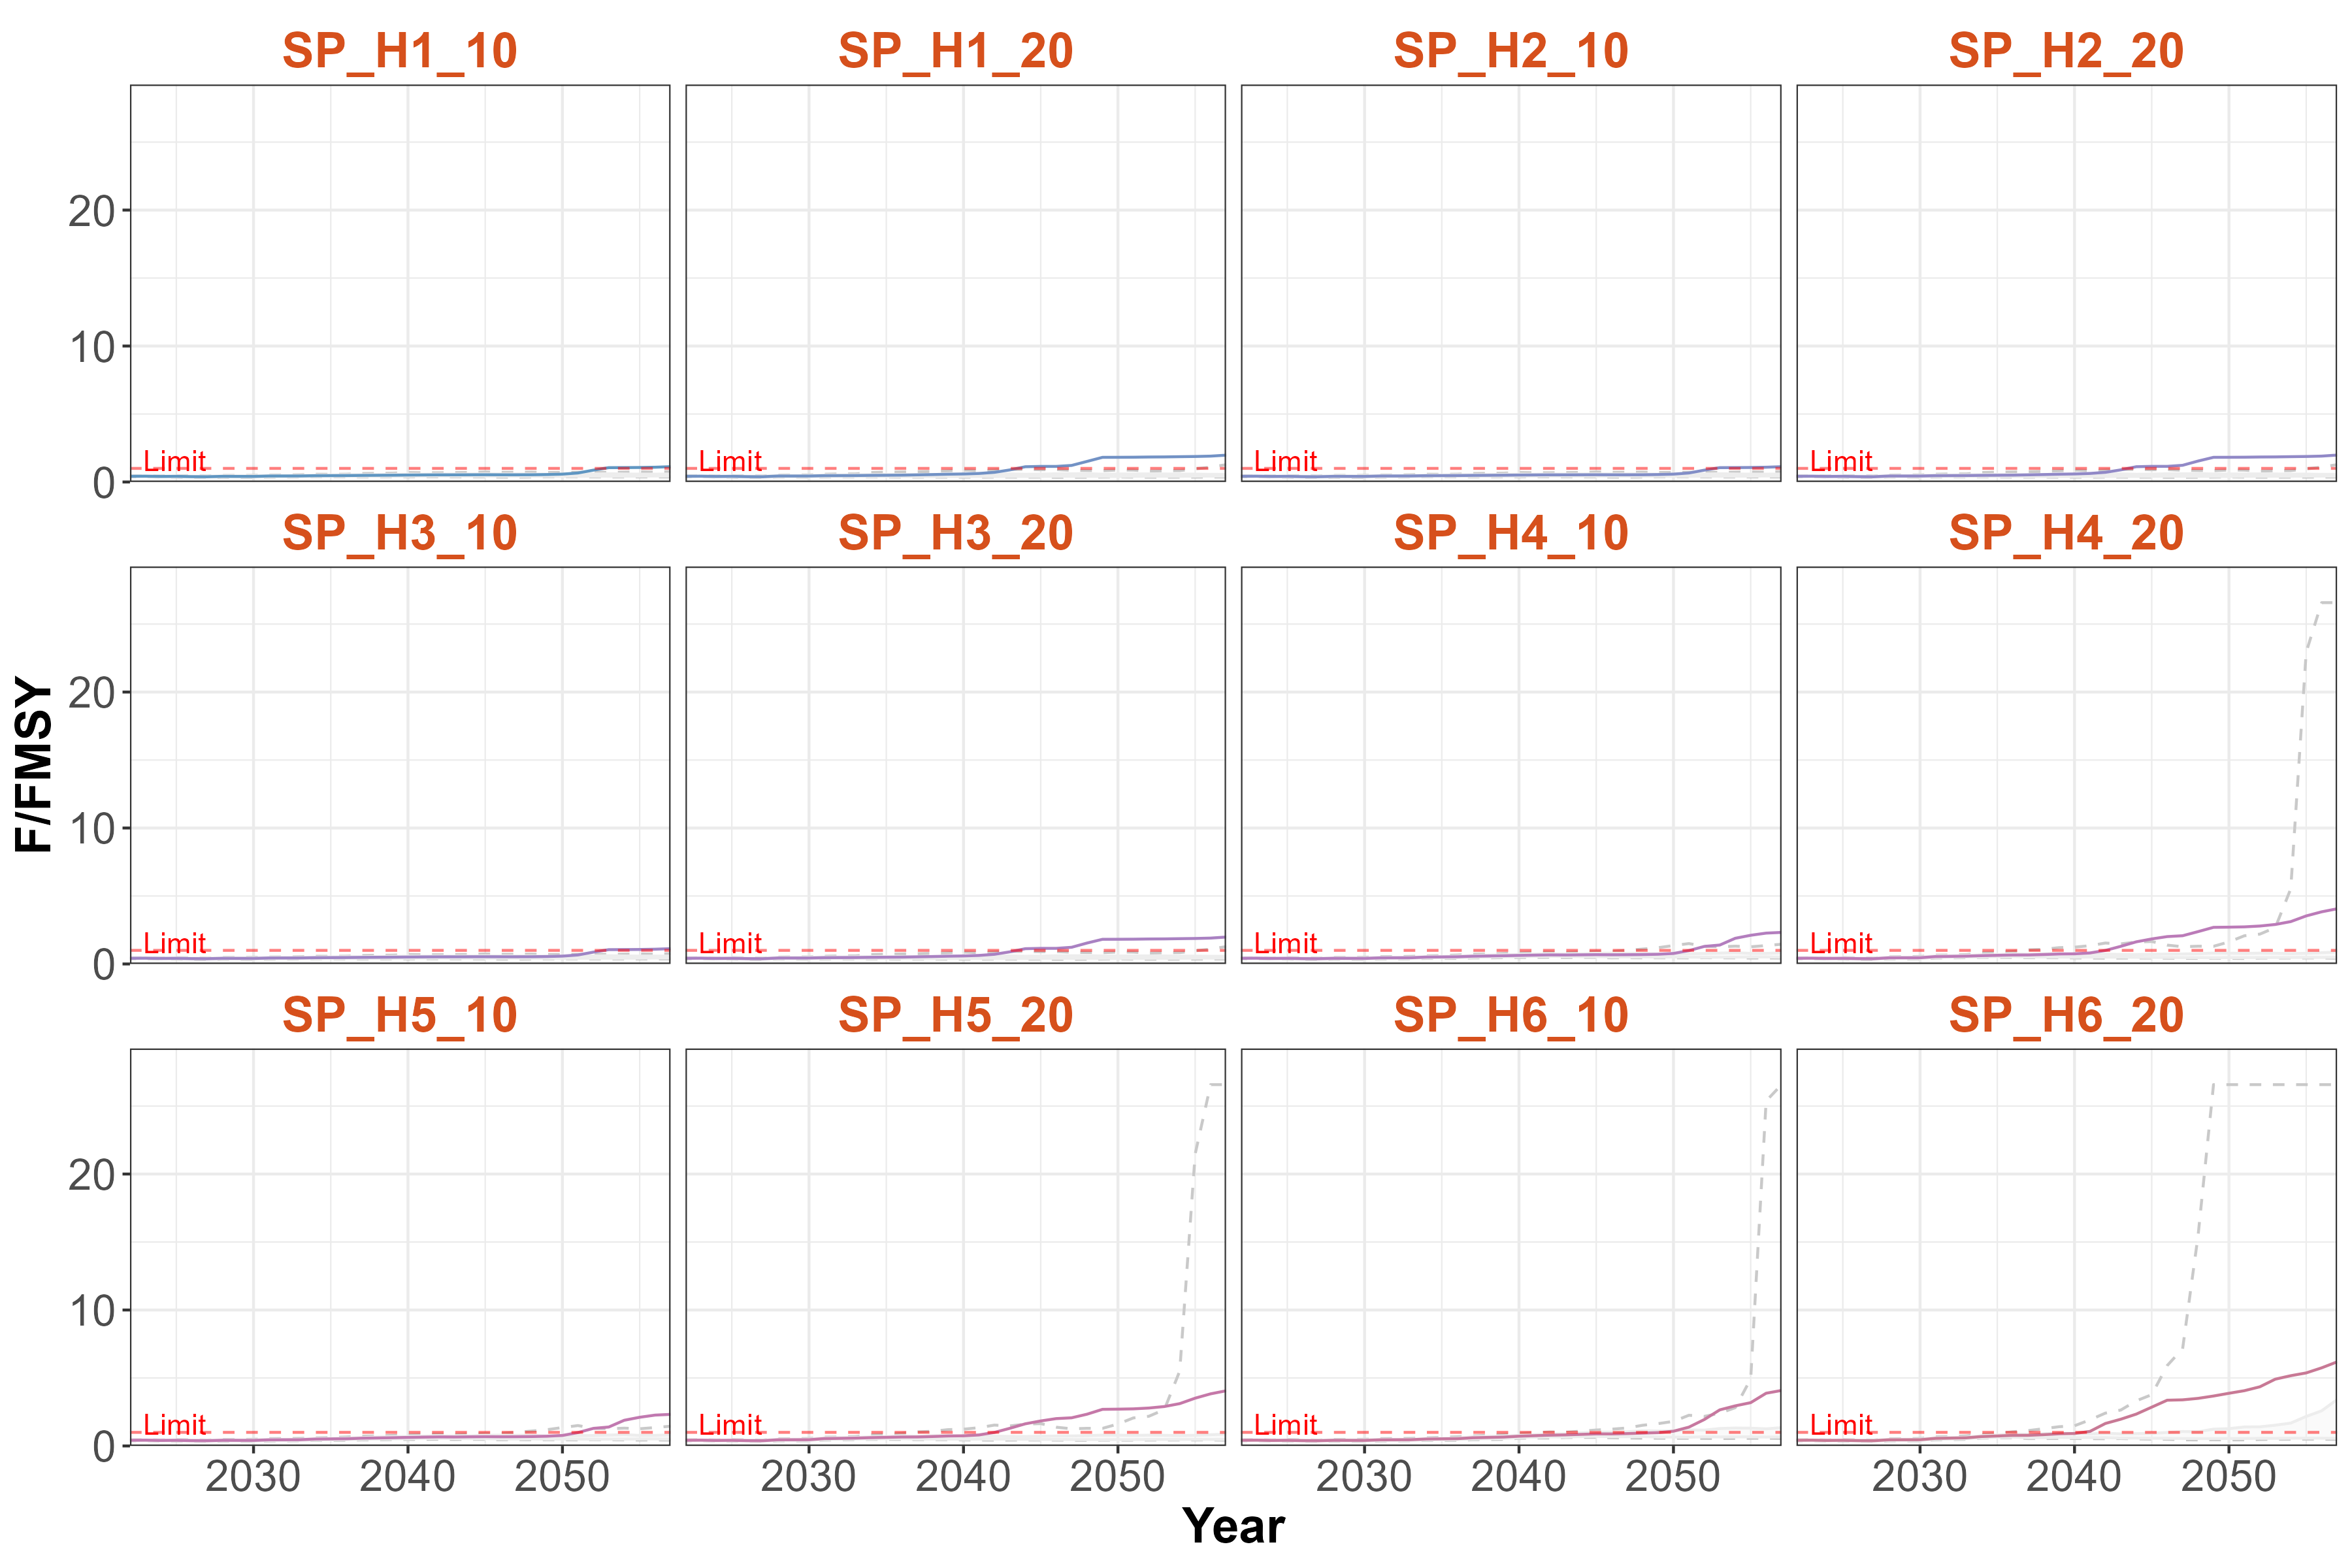 SP_H1_10 SP_H1_20 SP_H2_10 SP_H2_20
20
10
Limit Limit Limit Limit
0
SP_H3_10 SP_H3_20 SP_H4_10 SP_H4_20
F/FMSY
20
10
Limit Limit Limit Limit
0
SP_H5_10 SP_H5_20 SP_H6_10 SP_H6_20
20
10
Limit Limit Limit Limit
0
2030 2040 2050 2030 2040 2050 2030 2040 2050 2030 2040 2050
Year